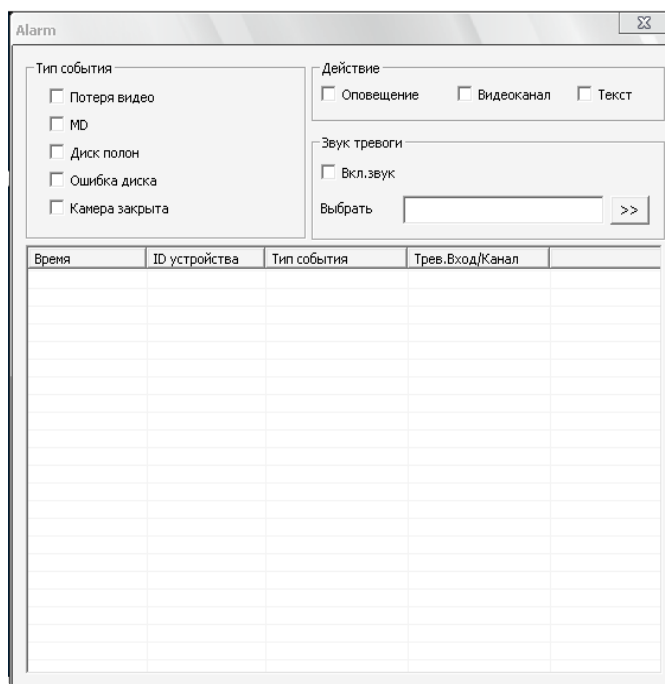 Alarm
Тип события
Потеря видео
MD
Диск полон
Ошибка диска
Камера закрыта
Действие
Оповещение Видеоканал Текст
Звук тревоги
Вкл.звук
Выбрать >>
Время ID устройства Тип события Трев.Вход/Канал